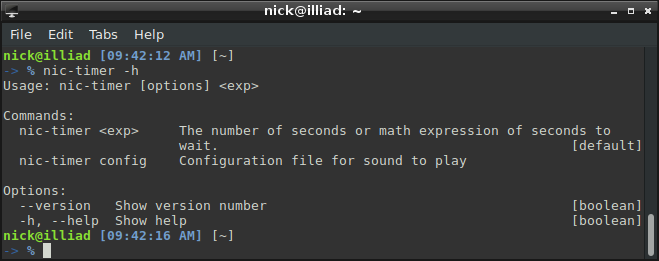 nick@illiad: ~
File Edit Tabs Help
nick@illiad [09:42:12 AM] [~]
-> % nic-timer -h
Usage: nic-timer [options] <exp>
Commands:
nic-timer <exp> The number of seconds or math expression of seconds to
wait. [default]
nic-timer config Configuration file for sound to play
Options:
--version Show version number [boolean]
-h, --help Show help [boolean]
nick@illiad [09:42:16 AM] [~]
-> %